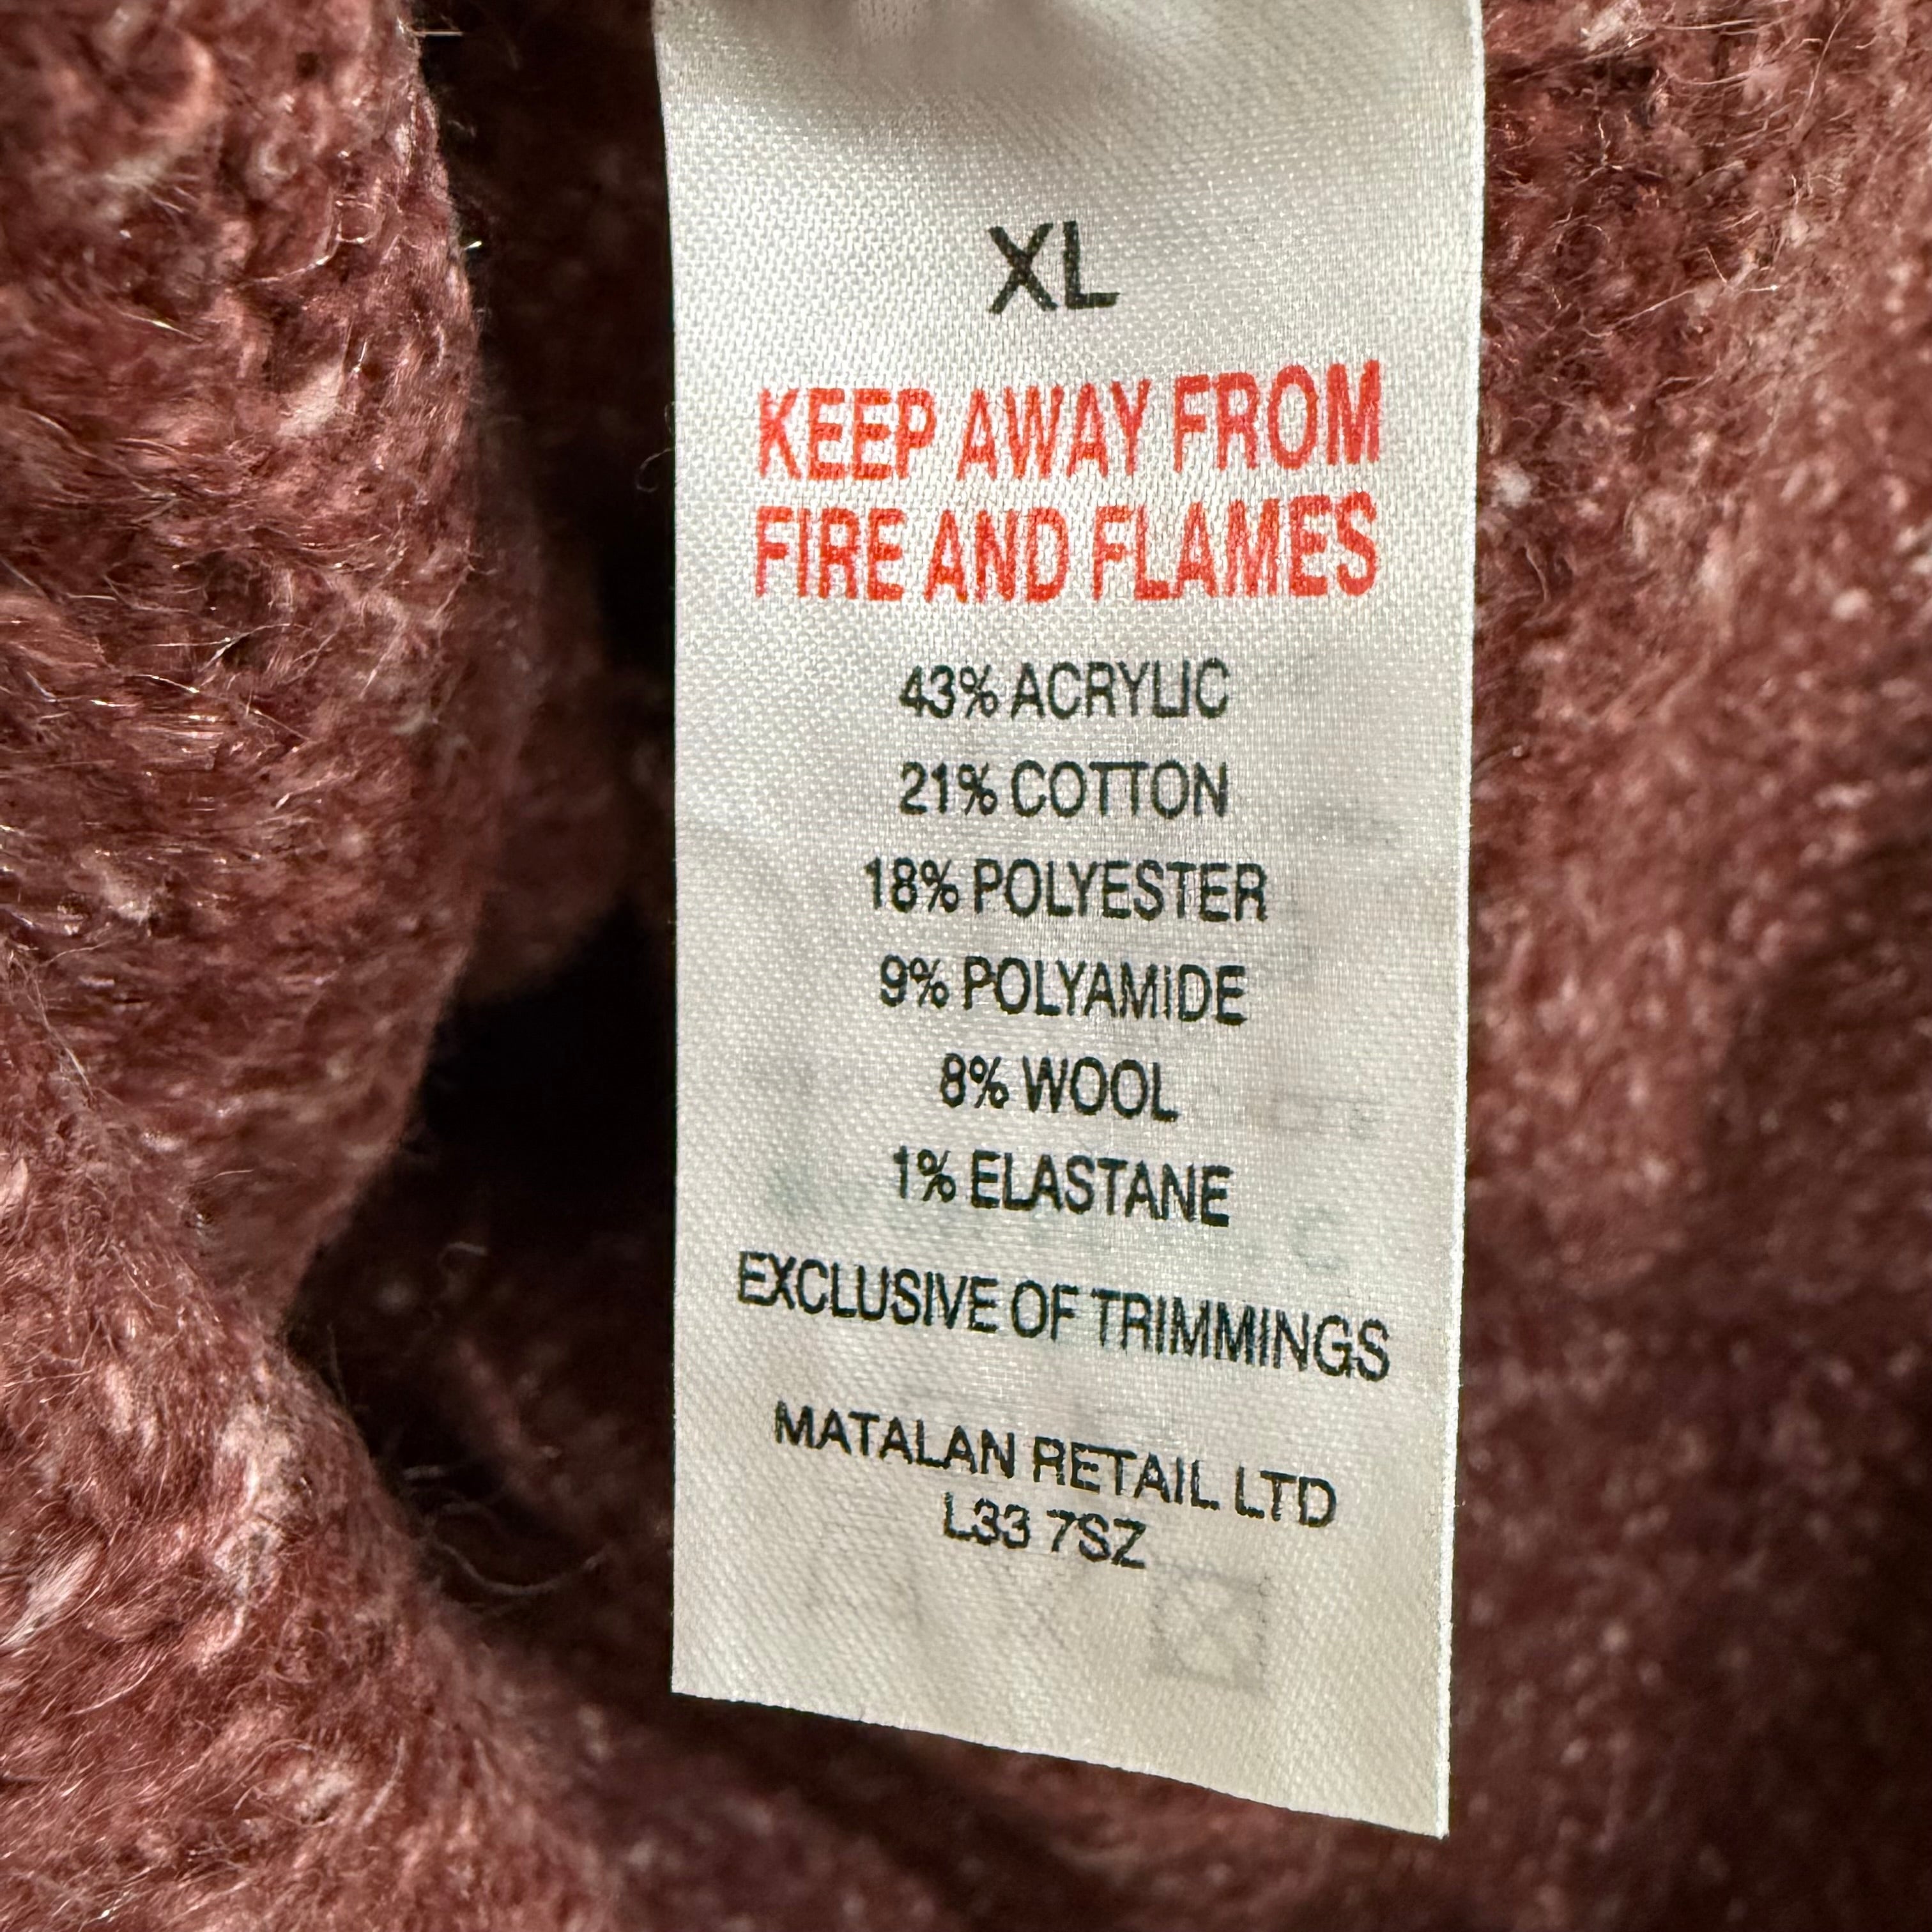 XL
KEEP AWAY FROM
FIRE AND FLAMES
43% ACRYLIC
21% COTTON
18% POLYESTER
9% POLYAMIDE
8% WOOL
1% ELASTANE
EXCLUSIVE OF TRIMMINGS
MATALAN RETAIL LTD
L33 7SZ